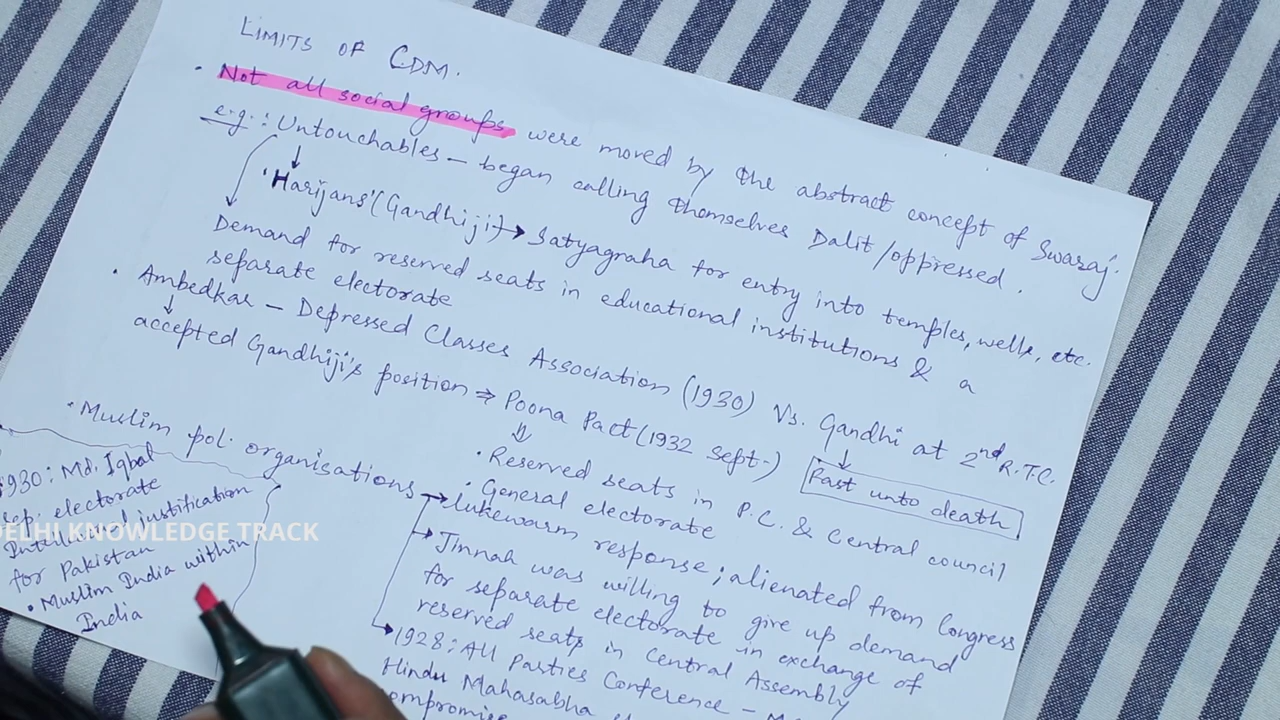 LIMITS OF CDM.
• Not all social groups were moved by the abstract concept of Swaraj.
e.g.: Untouchables – began calling themselves Dalit/oppressed.
'Harijans' (Gandhiji) → Satyagraha for entry into temples, wells, etc.
Demand for reserved seats in educational institutions & a
separate electorate
• Ambedkar – Depressed Classes Association (1930) Vs. Gandhi at 2nd R.T.C.
accepted Gandhiji's position ⇒ Poona Pact (1932 Sept.)
Fast unto death
• Reserved seats in P.C. & Central council
• General electorate
• Muslim pol. organisations → lukewarm response; alienated from Congress
→ Jinnah was willing to give up demand
for separate electorate in exchange of
reserved seats in Central Assembly
→ 1928: All Parties Conference –
Hindu Mahasabha
compromise
1930: Md. Iqbal
sep. electorate
Intellectual justification
for Pakistan
• Muslim India within
India
DELHI KNOWLEDGE TRACK